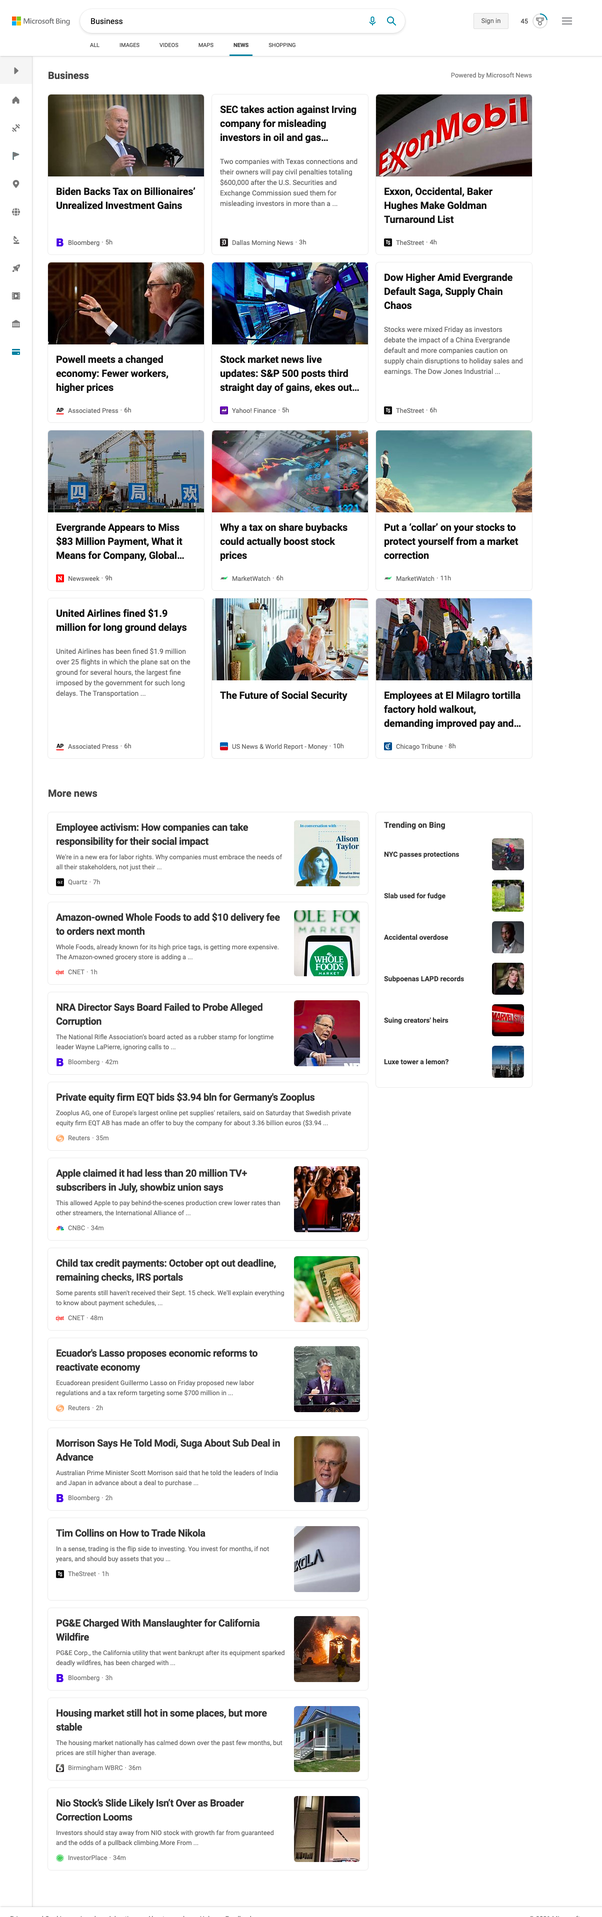 Microsoft Bing
Business
Sign in
45
ALL IMAGES VIDEOS MAPS NEWS SHOPPING
Business
Powered by Microsoft News
Biden Backs Tax on Billionaires’
Unrealized Investment Gains
Bloomberg · 5h
SEC takes action against Irving
company for misleading
investors in oil and gas...
Two companies with Texas connections and
their owners will pay civil penalties totaling
$600,000 after the U.S. Securities and
Exchange Commission sued them for
misleading investors in more than a ...
Dallas Morning News · 3h
ExxonMobil
Exxon, Occidental, Baker
Hughes Make Goldman
Turnaround List
TheStreet · 4h
Powell meets a changed
economy: Fewer workers,
higher prices
Associated Press · 6h
Stock market news live
updates: S&P 500 posts third
straight day of gains, ekes out...
Yahoo! Finance · 5h
Dow Higher Amid Evergrande
Default Saga, Supply Chain
Chaos
Stocks were mixed Friday as investors
debate the impact of a China Evergrande
default and more companies caution on
supply chain disruptions to holiday sales and
earnings. The Dow Jones Industrial ...
TheStreet · 6h
四 局 欢
Evergrande Appears to Miss
$83 Million Payment, What it
Means for Company, Global...
Newsweek · 9h
Why a tax on share buybacks
could actually boost stock
prices
MarketWatch · 6h
Put a ‘collar’ on your stocks to
protect yourself from a market
correction
MarketWatch · 11h
United Airlines fined $1.9
million for long ground delays
United Airlines has been fined $1.9 million
over 25 flights in which the plane sat on the
ground for several hours, the largest fine
imposed by the government for such long
delays. The Transportation ...
Associated Press · 6h
The Future of Social Security
US News & World Report - Money · 10h
Employees at El Milagro tortilla
factory hold walkout,
demanding improved pay and...
Chicago Tribune · 8h
More news
Employee activism: How companies can take
responsibility for their social impact
We're in a new era for labor rights. Why companies must embrace the needs of
all their stakeholders, not just their ...
Quartz · 7h
In conversation with
Alison
Taylor
Amazon-owned Whole Foods to add $10 delivery fee
to orders next month
Whole Foods, already known for its high price tags, is getting more expensive.
The Amazon-owned grocery store is adding a ...
CNET · 1h
OLE FO
MARKET
WHOLE
FOODS
NRA Director Says Board Failed to Probe Alleged
Corruption
The National Rifle Association's board acted as a rubber stamp for longtime
leader Wayne LaPierre, ignoring calls to ...
Bloomberg · 42m
Private equity firm EQT bids $3.94 bln for Germany's Zooplus
Zooplus AG, one of Europe's largest online pet supplies' retailers, said on Saturday that Swedish private
equity firm EQT AB has made an offer to buy the company for about 3.36 billion euros ($3.94 ...
Reuters · 35m
Apple claimed it had less than 20 million TV+
subscribers in July, showbiz union says
This allowed Apple to pay behind-the-scenes production crew lower rates than
other streamers, the International Alliance of ...
CNBC · 34m
Child tax credit payments: October opt out deadline,
remaining checks, IRS portals
Some parents still haven't received their Sept. 15 check. We'll explain everything
to know about payment schedules, ...
CNET · 48m
Ecuador's Lasso proposes economic reforms to
reactivate economy
Ecuadorean president Guillermo Lasso on Friday proposed new labor
regulations and a tax reform targeting some $700 million in ...
Reuters · 2h
Morrison Says He Told Modi, Suga About Sub Deal in
Advance
Australian Prime Minister Scott Morrison said that he told the leaders of India
and Japan in advance about a deal to purchase ...
Bloomberg · 2h
Tim Collins on How to Trade Nikola
In a sense, trading is the flip side to investing. You invest for months, if not
years, and should buy assets that you ...
TheStreet · 1h
PG&E Charged With Manslaughter for California
Wildfire
PG&E Corp., the California utility that went bankrupt after its equipment sparked
deadly wildfires, has been charged with ...
Bloomberg · 3h
Housing market still hot in some places, but more
stable
The housing market nationally has calmed down over the past few months, but
prices are still higher than average.
Birmingham WBRC · 36m
Nio Stock's Slide Likely Isn't Over as Broader
Correction Looms
Investors should stay away from NIO stock with growth far from guaranteed
and the odds of a pullback climbing.More From ...
InvestorPlace · 34m
Trending on Bing
NYC passes protections
Slab used for fudge
Accidental overdose
Subpoenas LAPD records
Suing creators' heirs
Luxe tower a lemon?